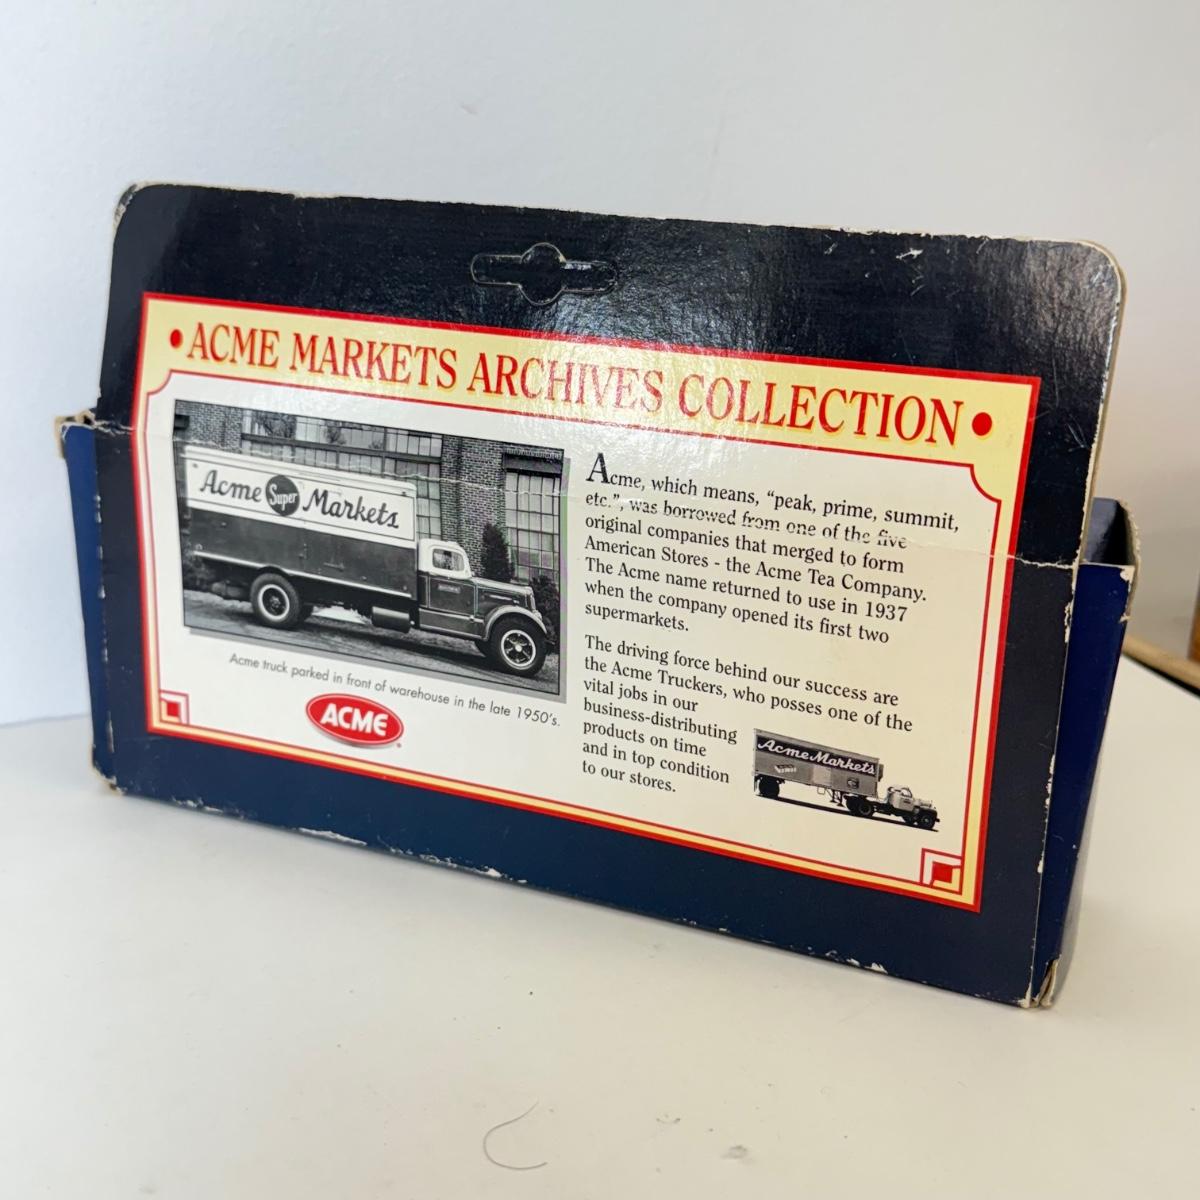 • ACME MARKETS ARCHIVES COLLECTION •
Acme Super Markets
Acme truck parked in front of warehouse in the late 1950's.
ACME
Acme, which means, "peak, prime, summit,
etc.", was borrowed from one of the five
original companies that merged to form
American Stores - the Acme Tea Company.
The Acme name returned to use in 1937
when the company opened its first two
supermarkets.
The driving force behind our success are
the Acme Truckers, who posses one of the
vital jobs in our
business-distributing
products on time
and in top condition
to our stores.
Acme Markets